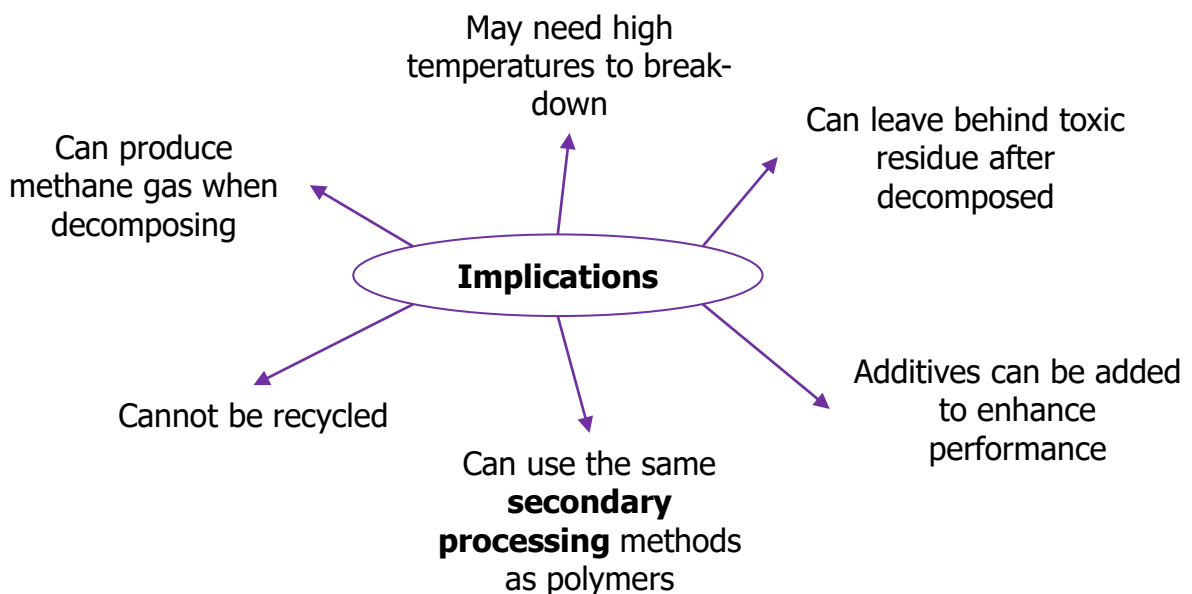 May need high
temperatures to break-
down
Can produce
methane gas when
decomposing
Can leave behind toxic
residue after
decomposed
Implications
Cannot be recycled
Can use the same
secondary
processing methods
as polymers
Additives can be added
to enhance
performance